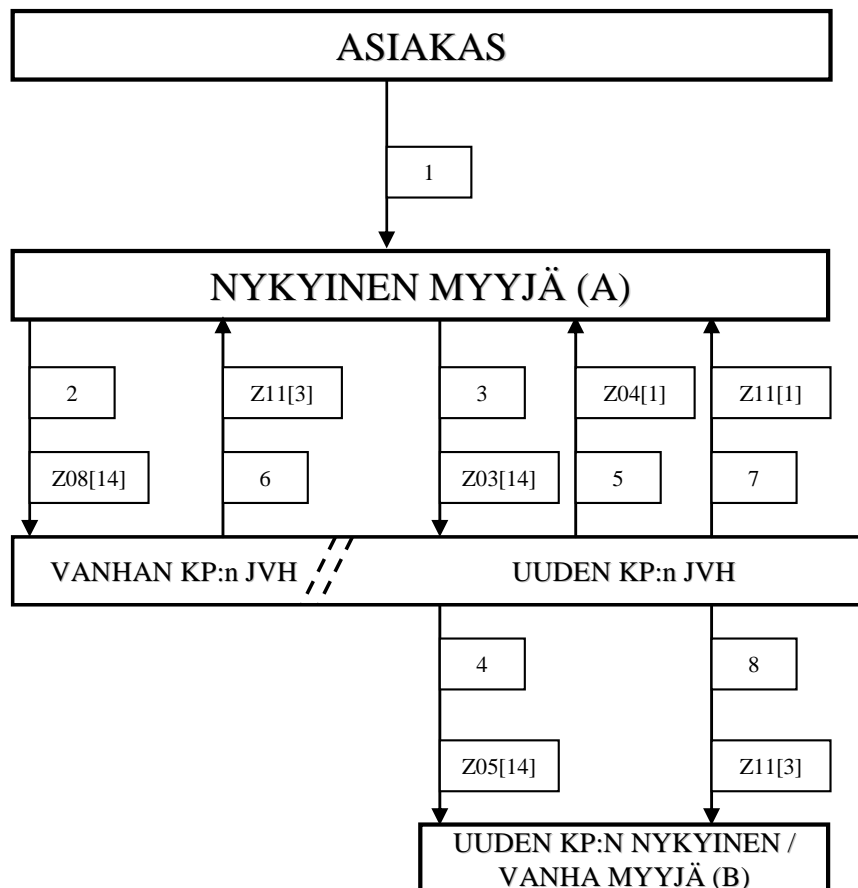 ASIAKAS
1
NYKYINEN MYYJÄ (A)
2
Z11[3]
3
Z04[1]
Z11[1]
Z08[14]
6
Z03[14]
5
7
VANHAN KP:n JVH
UUDEN KP:n JVH
4
8
Z05[14]
Z11[3]
UUDEN KP:N NYKYINEN /
VANHA MYYJÄ (B)